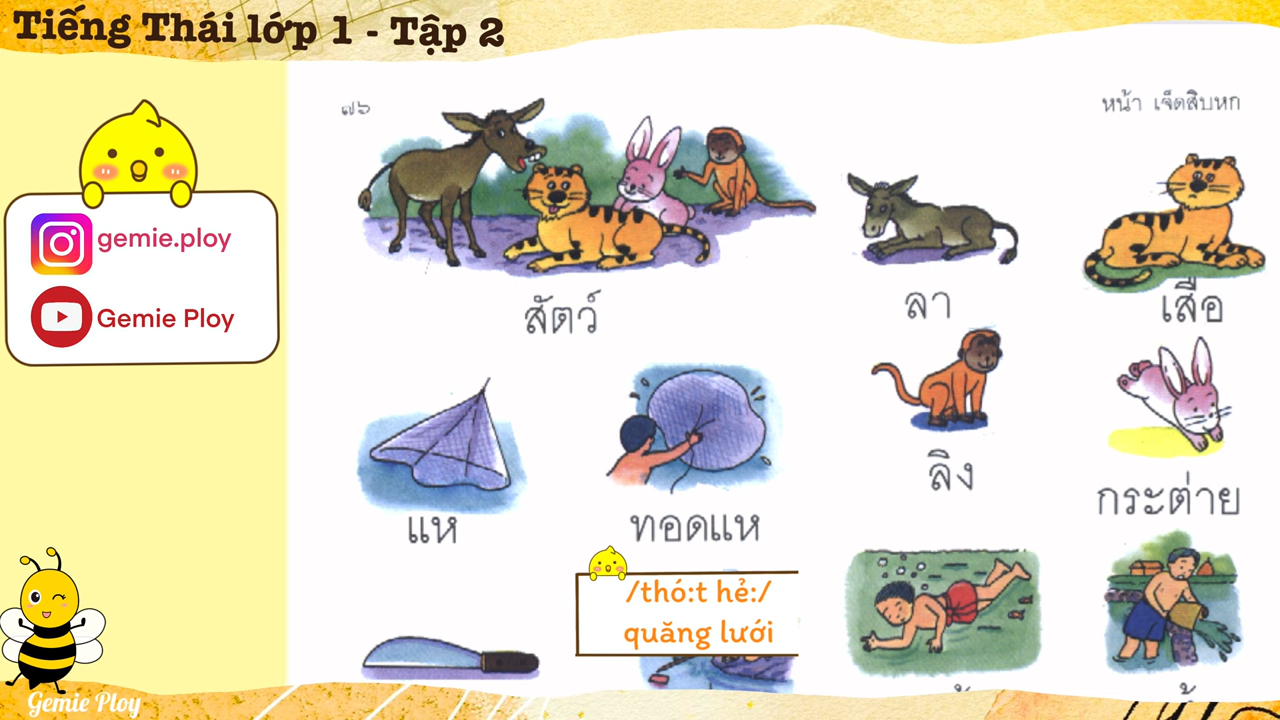 Tiếng Thái lớp 1 - Tập 2
gemie.ploy
Gemie Ploy
๗๖
หน้า เจ็ดสิบหก
สัตว์
ลา
เสือ
ลิง
กระต่าย
แห
ทอดแห
/thó:t hẻ:/
quăng lưới
Gemie Ploy